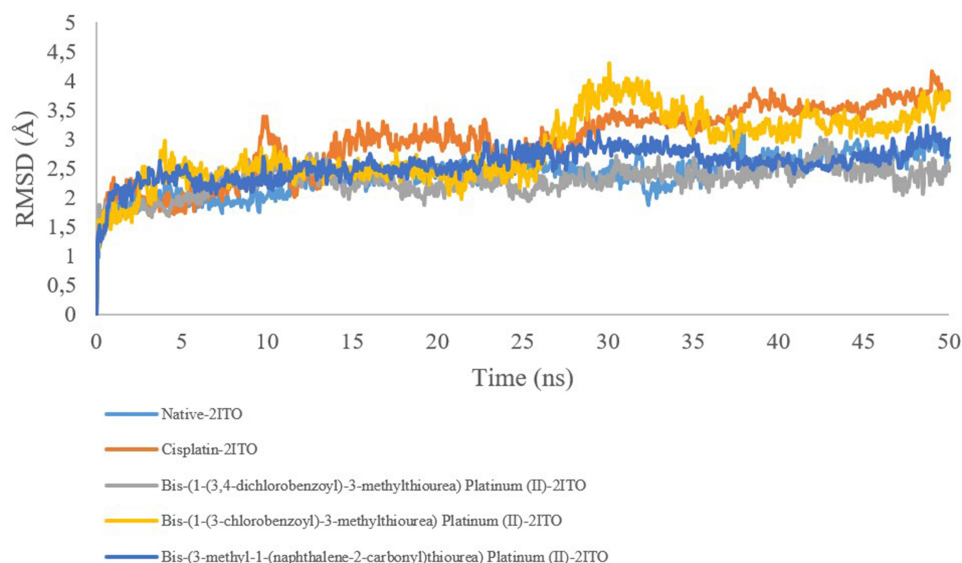 RMSD (Å)
5
4,5
4
3,5
3
2,5
2
1,5
1
0,5
0
0 5 10 15 20 25 30 35 40 45 50
Time (ns)
Native-2ITO
Cisplatin-2ITO
Bis-(1-(3,4-dichlorobenzoyl)-3-methylthiourea) Platinum (II)-2ITO
Bis-(1-(3-chlorobenzoyl)-3-methylthiourea) Platinum (II)-2ITO
Bis-(3-methyl-1-(naphthalene-2-carbonyl)thiourea) Platinum (II)-2ITO